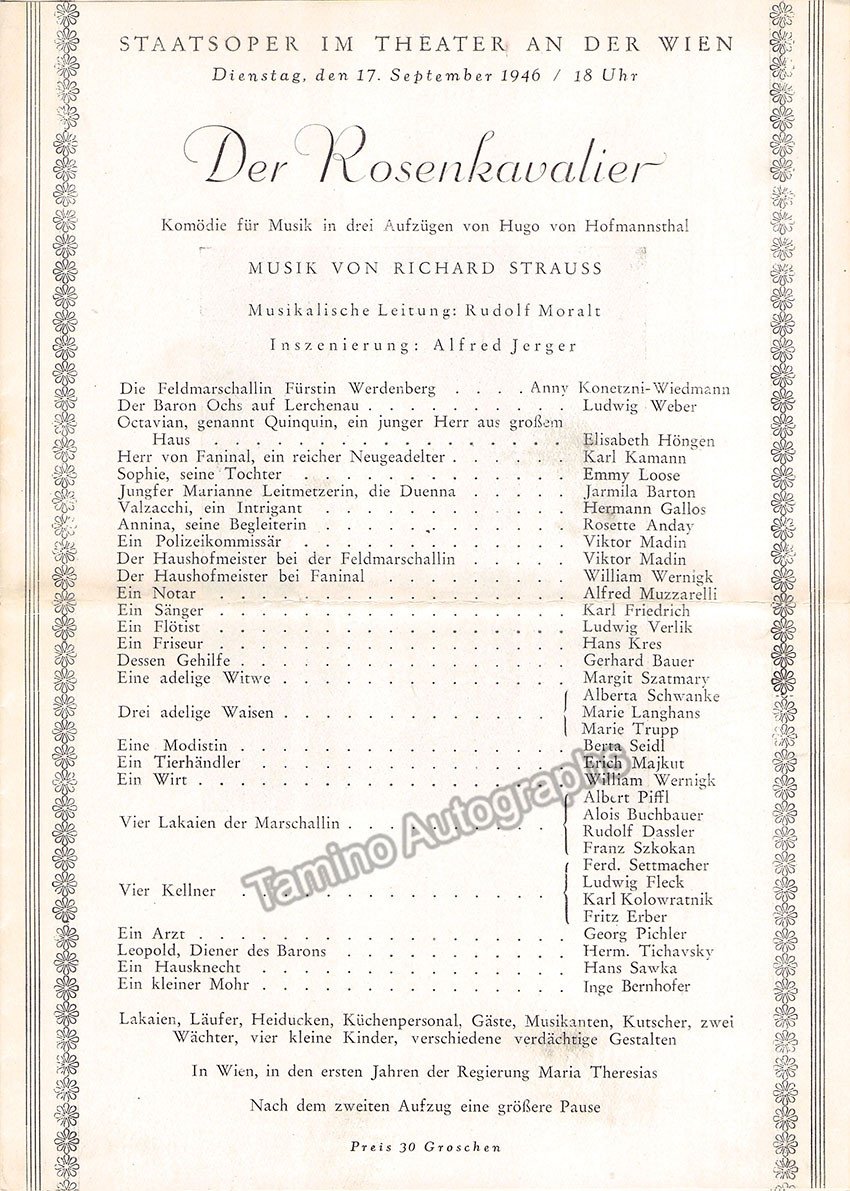 STAATSOPER IM THEATER AN DER WIEN
Dienstag, den 17. September 1946 / 18 Uhr
Der Rosenkavalier
Komödie für Musik in drei Aufzügen von Hugo von Hofmannsthal
MUSIK VON RICHARD STRAUSS
Musikalische Leitung: Rudolf Moralt
Inszenierung: Alfred Jerger
Die Feldmarschallin Fürstin Werdenberg . . . . Anny Konetzni-Wiedmann
Der Baron Ochs auf Lerchenau . . . . . . . . . . Ludwig Weber
Octavian, genannt Quinquin, ein junger Herr aus großem
Haus . . . . . . . . . . . . . . . . . Elisabeth Höngen
Herr von Faninal, ein reicher Neugeadelter . . . . . . Karl Kamann
Sophie, seine Tochter . . . . . . . . . . . . . Emmy Loose
Jungfer Marianne Leitmetzerin, die Duenna . . . . . Jarmila Barton
Valzacchi, ein Intrigant . . . . . . . . . . . . Hermann Gallos
Annina, seine Begleiterin . . . . . . . . . . . . Rosette Anday
Ein Polizeikommissär . . . . . . . . . . . . . Viktor Madin
Der Haushofmeister bei der Feldmarschallin . . . . . Viktor Madin
Der Haushofmeister bei Faninal . . . . . . . . . William Wernigk
Ein Notar . . . . . . . . . . . . . . . . . Alfred Muzzarelli
Ein Sänger . . . . . . . . . . . . . . . . Karl Friedrich
Ein Flötist . . . . . . . . . . . . . . . . Ludwig Verlik
Ein Friseur . . . . . . . . . . . . . . . . Hans Kres
Dessen Gehilfe . . . . . . . . . . . . . . . Gerhard Bauer
Eine adelige Witwe . . . . . . . . . . . . . . Margit Szatmary
Alberta Schwanke
Drei adelige Waisen . . . . . . . . . . . . . Marie Langhans
Marie Trupp
Eine Modistin . . . . . . . . . . . . . . . Berta Seidl
Ein Tierhändler . . . . . . . . . . . . . . Erich Majkut
Ein Wirt . . . . . . . . . . . . . . . . . William Wernigk
Albert Piffl
Alois Buchbauer
Vier Lakaien der Marschallin . . . . . . . . . .
Rudolf Dassler
Franz Szkokan
Ferd. Settmacher
Ludwig Fleck
Vier Kellner . . . . . . . . . . . . . . .
Karl Kolowratnik
Fritz Erber
Ein Arzt . . . . . . . . . . . . . . . . . Georg Pichler
Leopold, Diener des Barons . . . . . . . . . . . Herm. Tichavsky
Ein Hausknecht . . . . . . . . . . . . . . Hans Sawka
Ein kleiner Mohr . . . . . . . . . . . . . . Inge Bernhofer
Lakaien, Läufer, Heiducken, Küchenpersonal, Gäste, Musikanten, Kutscher, zwei
Wächter, vier kleine Kinder, verschiedene verdächtige Gestalten
In Wien, in den ersten Jahren der Regierung Maria Theresias
Nach dem zweiten Aufzug eine größere Pause
Preis 30 Groschen
Tamino Autographs